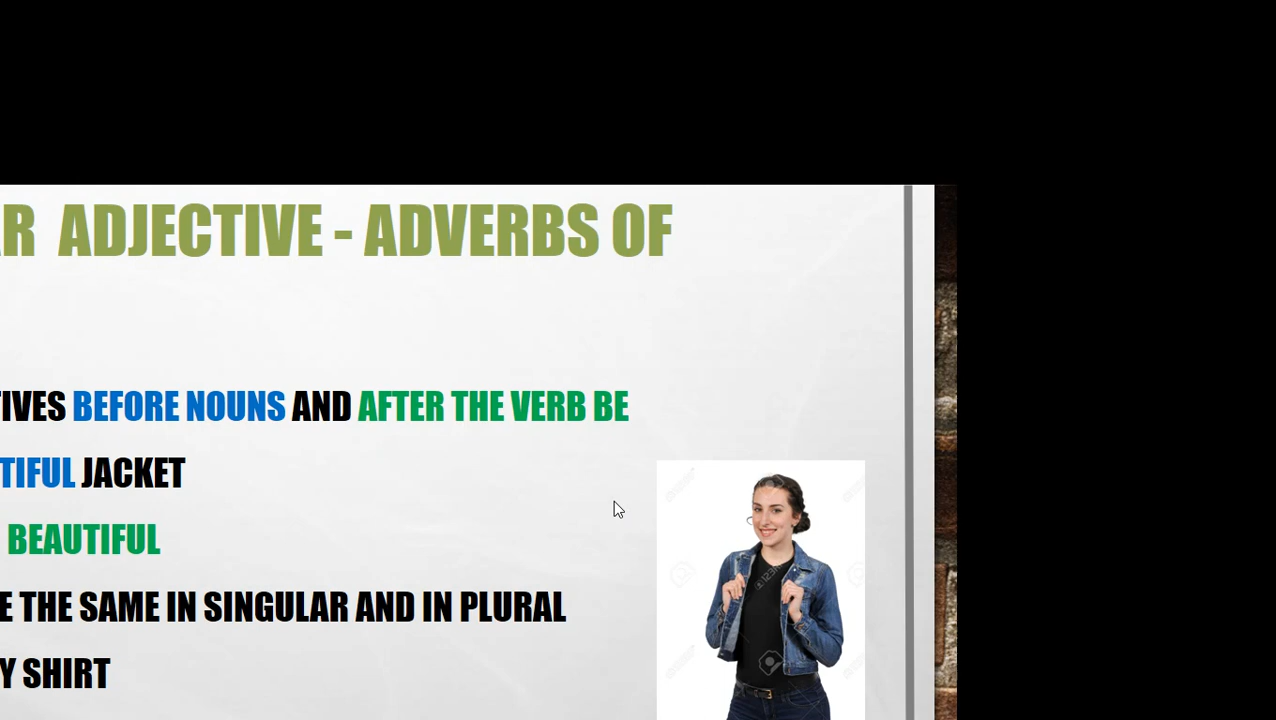 R ADJECTIVE - ADVERBS OF
TIVES BEFORE NOUNS AND AFTER THE VERB BE
TIFUL JACKET
BEAUTIFUL
E THE SAME IN SINGULAR AND IN PLURAL
Y SHIRT